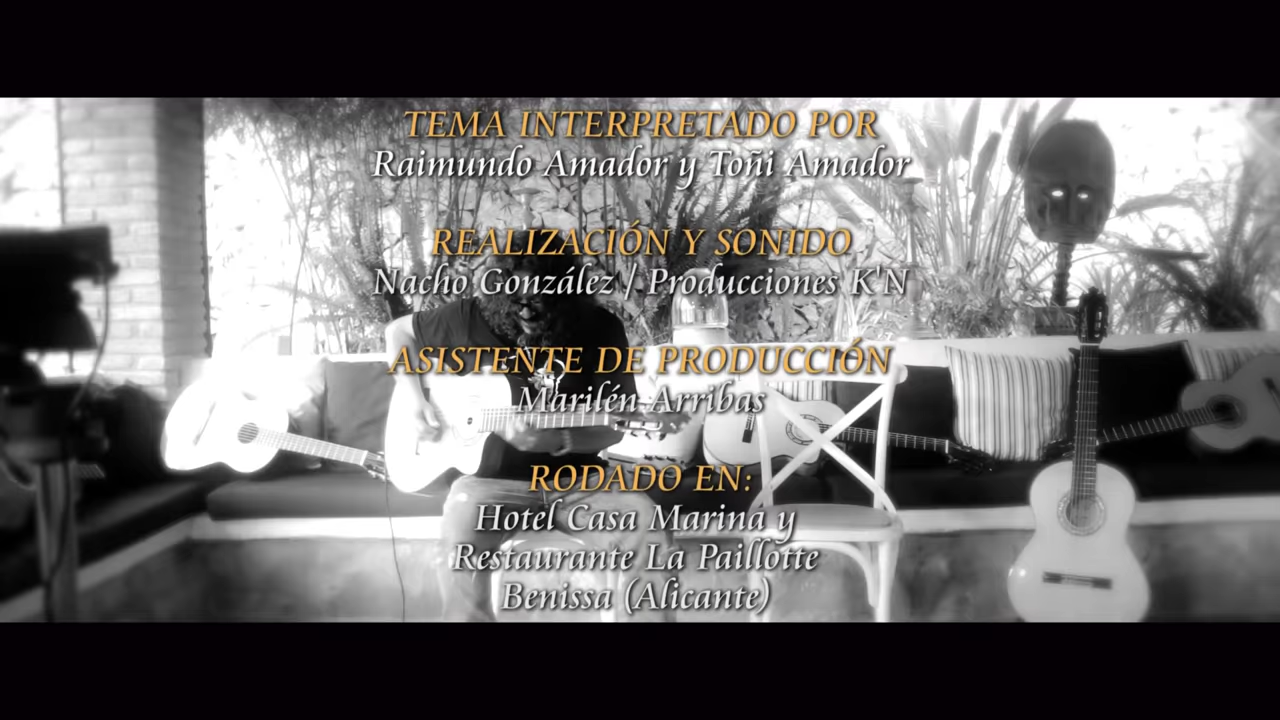 TEMA INTERPRETADO POR
Raimundo Amador y Toñi Amador
REALIZACIÓN Y SONIDO
Nacho González / Producciones K'N
ASISTENTE DE PRODUCCIÓN
Marilén Arribas
RODADO EN:
Hotel Casa Marina y
Restaurante La Paillotte
Benissa (Alicante)